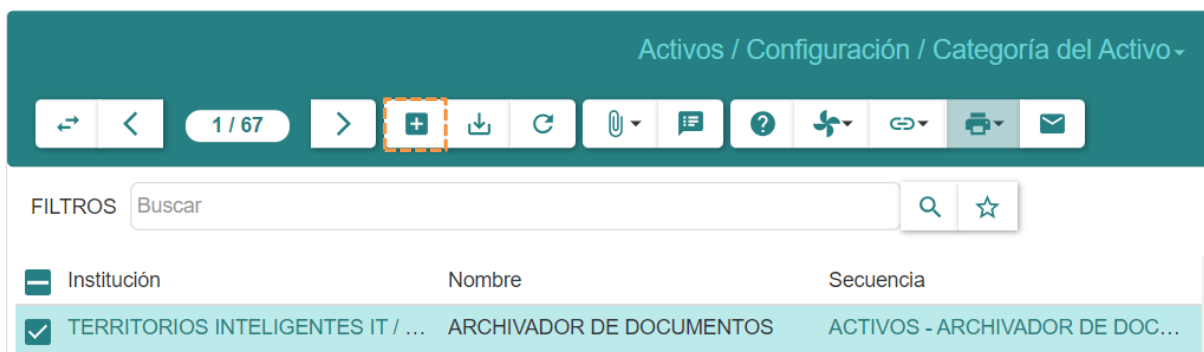 Activos / Configuración / Categoría del Activo
1 / 67
FILTROS Buscar
Institución Nombre Secuencia
TERRITORIOS INTELIGENTES IT / ... ARCHIVADOR DE DOCUMENTOS ACTIVOS - ARCHIVADOR DE DOC...